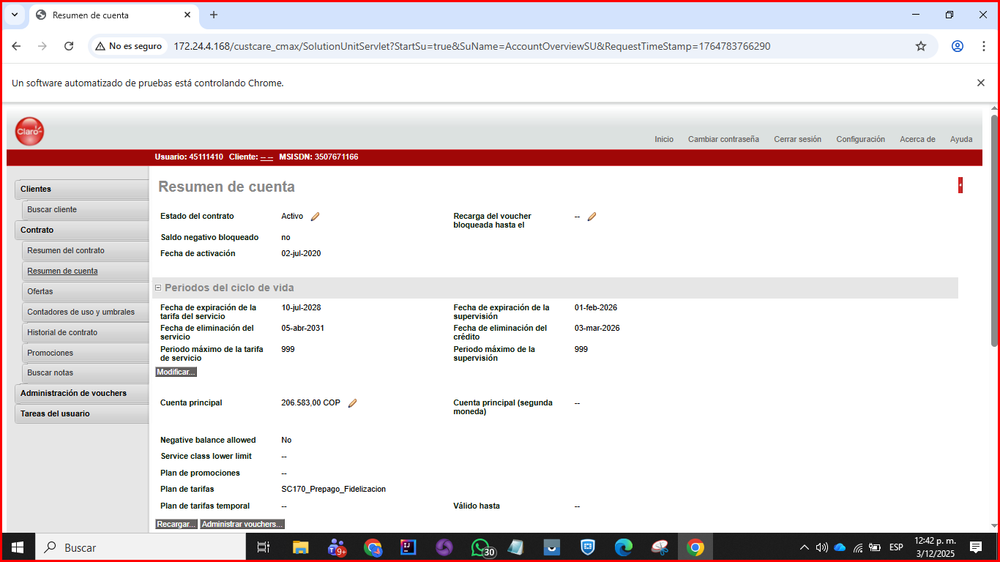 Resumen de cuenta
No es seguro
172.24.4.168/custcare_cmax/SolutionUnitServlet?StartSu=true&SuName=AccountOverviewSU&RequestTimeStamp=1764783766290
Un software automatizado de pruebas está controlando Chrome.
Claro
Inicio Cambiar contraseña Cerrar sesión Configuración Acerca de Ayuda
Usuario: 45111410 Cliente: -- -- MSISDN: 3507671166
Clientes
Buscar cliente
Contrato
Resumen del contrato
Resumen de cuenta
Ofertas
Contadores de uso y umbrales
Historial de contrato
Promociones
Buscar notas
Administración de vouchers
Tareas del usuario
Resumen de cuenta
Estado del contrato Activo
Recarga del voucher
bloqueada hasta el --
Saldo negativo bloqueado no
Fecha de activación 02-jul-2020
Periodos del ciclo de vida
Fecha de expiración de la
tarifa del servicio 10-jul-2028
Fecha de expiración de la
supervisión 01-feb-2026
Fecha de eliminación del
servicio 05-abr-2031
Fecha de eliminación del
crédito 03-mar-2026
Periodo máximo de la tarifa
de servicio 999
Periodo máximo de la
supervisión 999
Modificar...
Cuenta principal 206.583,00 COP
Cuenta principal (segunda
moneda) --
Negative balance allowed No
Service class lower limit --
Plan de promociones --
Plan de tarifas SC170_Prepago_Fidelizacion
Plan de tarifas temporal -- Válido hasta --
Recargar... Administrar vouchers...
Buscar
9+
IJ
30
ESP
12:42 p. m.
3/12/2025